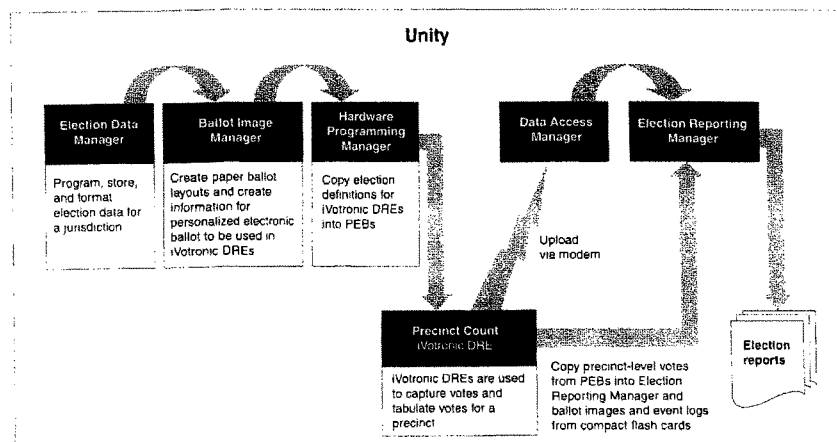 Unity
Election Data
Manager
Program, store,
and format
election data for
a jurisdiction
Ballot Image
Manager
Create paper ballot
layouts and create
information for
personalized electronic
ballot to be used in
iVotronic DREs
Hardware
Programming
Manager
Copy election
definitions for
iVotronic DREs
into PEBs
Data Access
Manager
Election Reporting
Manager
Upload
via modem
Precinct Count
iVotronic DRE
iVotronic DREs are used
to capture votes and
tabulate votes for a
precinct
Copy precinct-level votes
from PEBs into Election
Reporting Manager and
ballot images and event logs
from compact flash cards
Election
reports